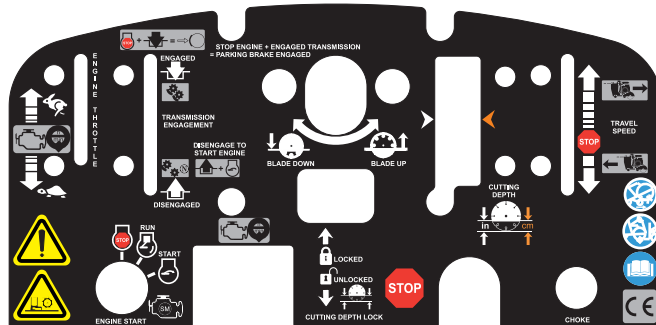 STOP
STOP ENGINE + ENGAGED TRANSMISSION
= PARKING BRAKE ENGAGED
ENGINE THROTTLE
ENGAGED
TRANSMISSION
ENGAGEMENT
DISENGAGE TO
START ENGINE
DISENGAGED
BLADE DOWN
BLADE UP
TRAVEL
SPEED
STOP
CUTTING
DEPTH
in
cm
STOP
RUN
START
SM
ENGINE START
LOCKED
UNLOCKED
CUTTING DEPTH LOCK
STOP
CHOKE
CE